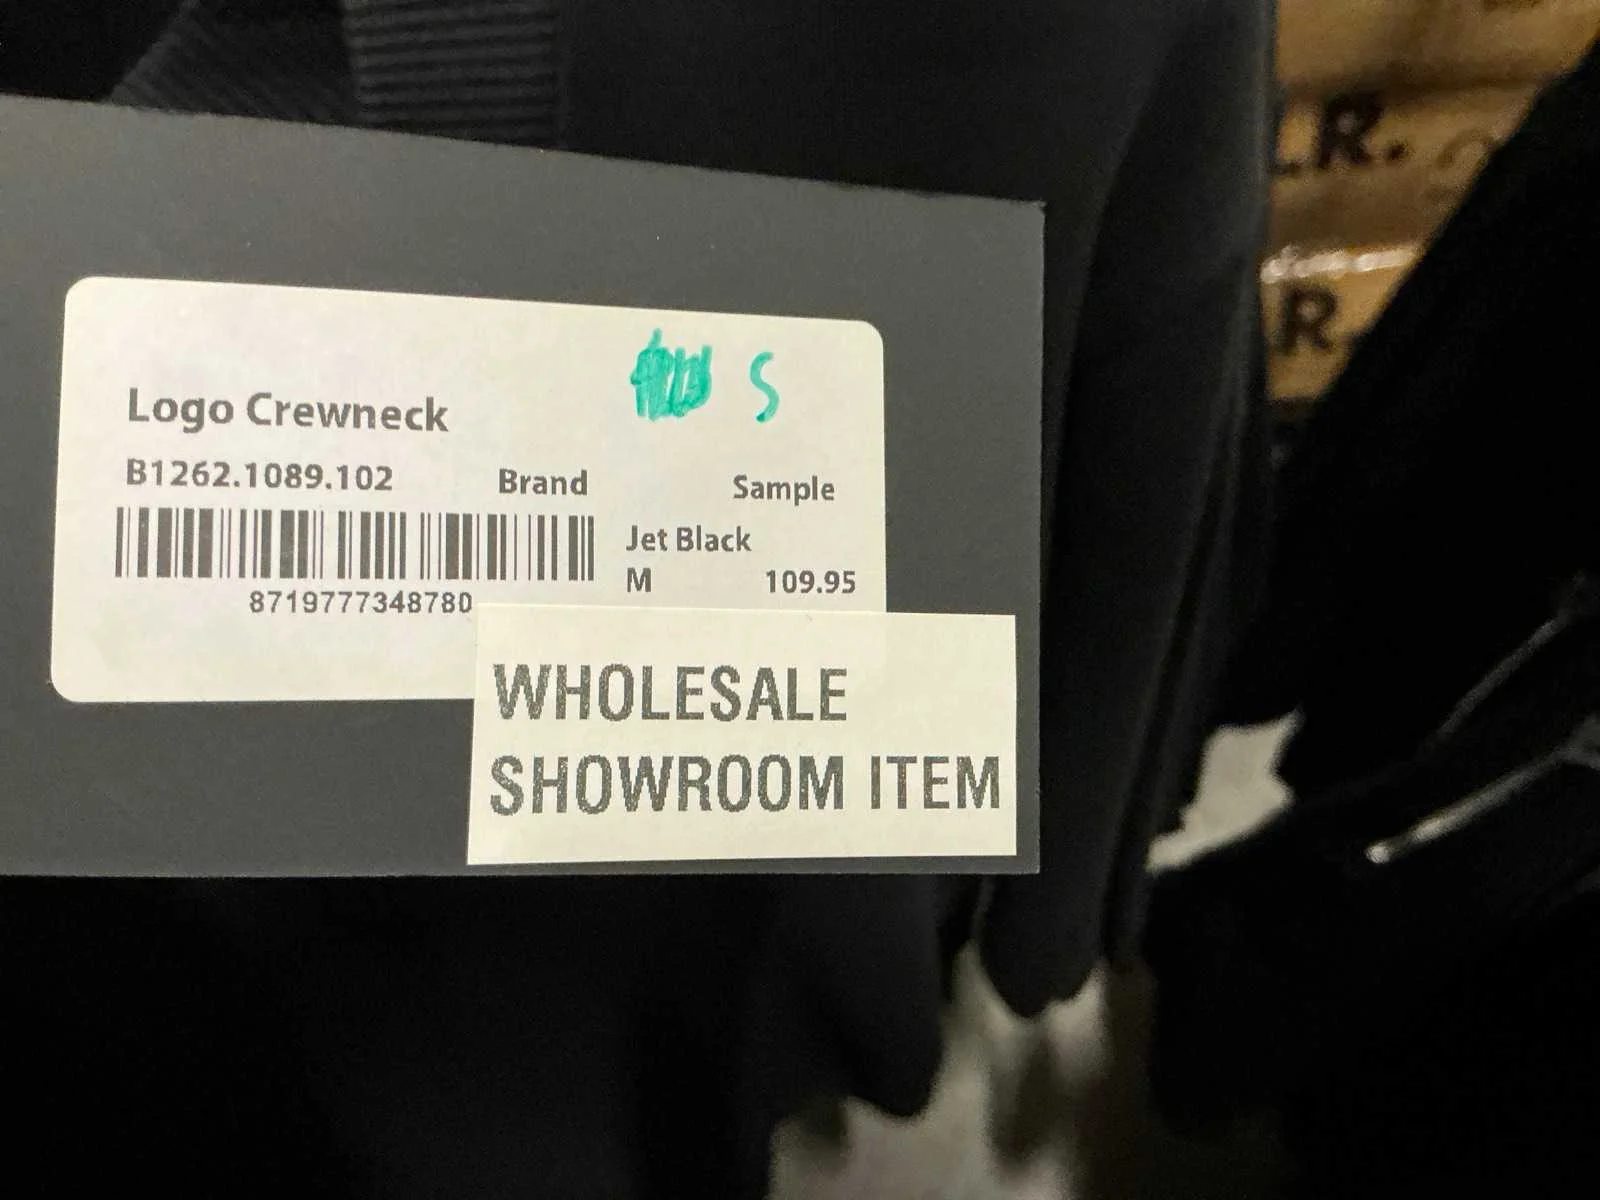 S
Logo Crewneck
B1262.1089.102 Brand Sample
Jet Black
M 109.95
8719777348780
WHOLESALE
SHOWROOM ITEM
R.
R